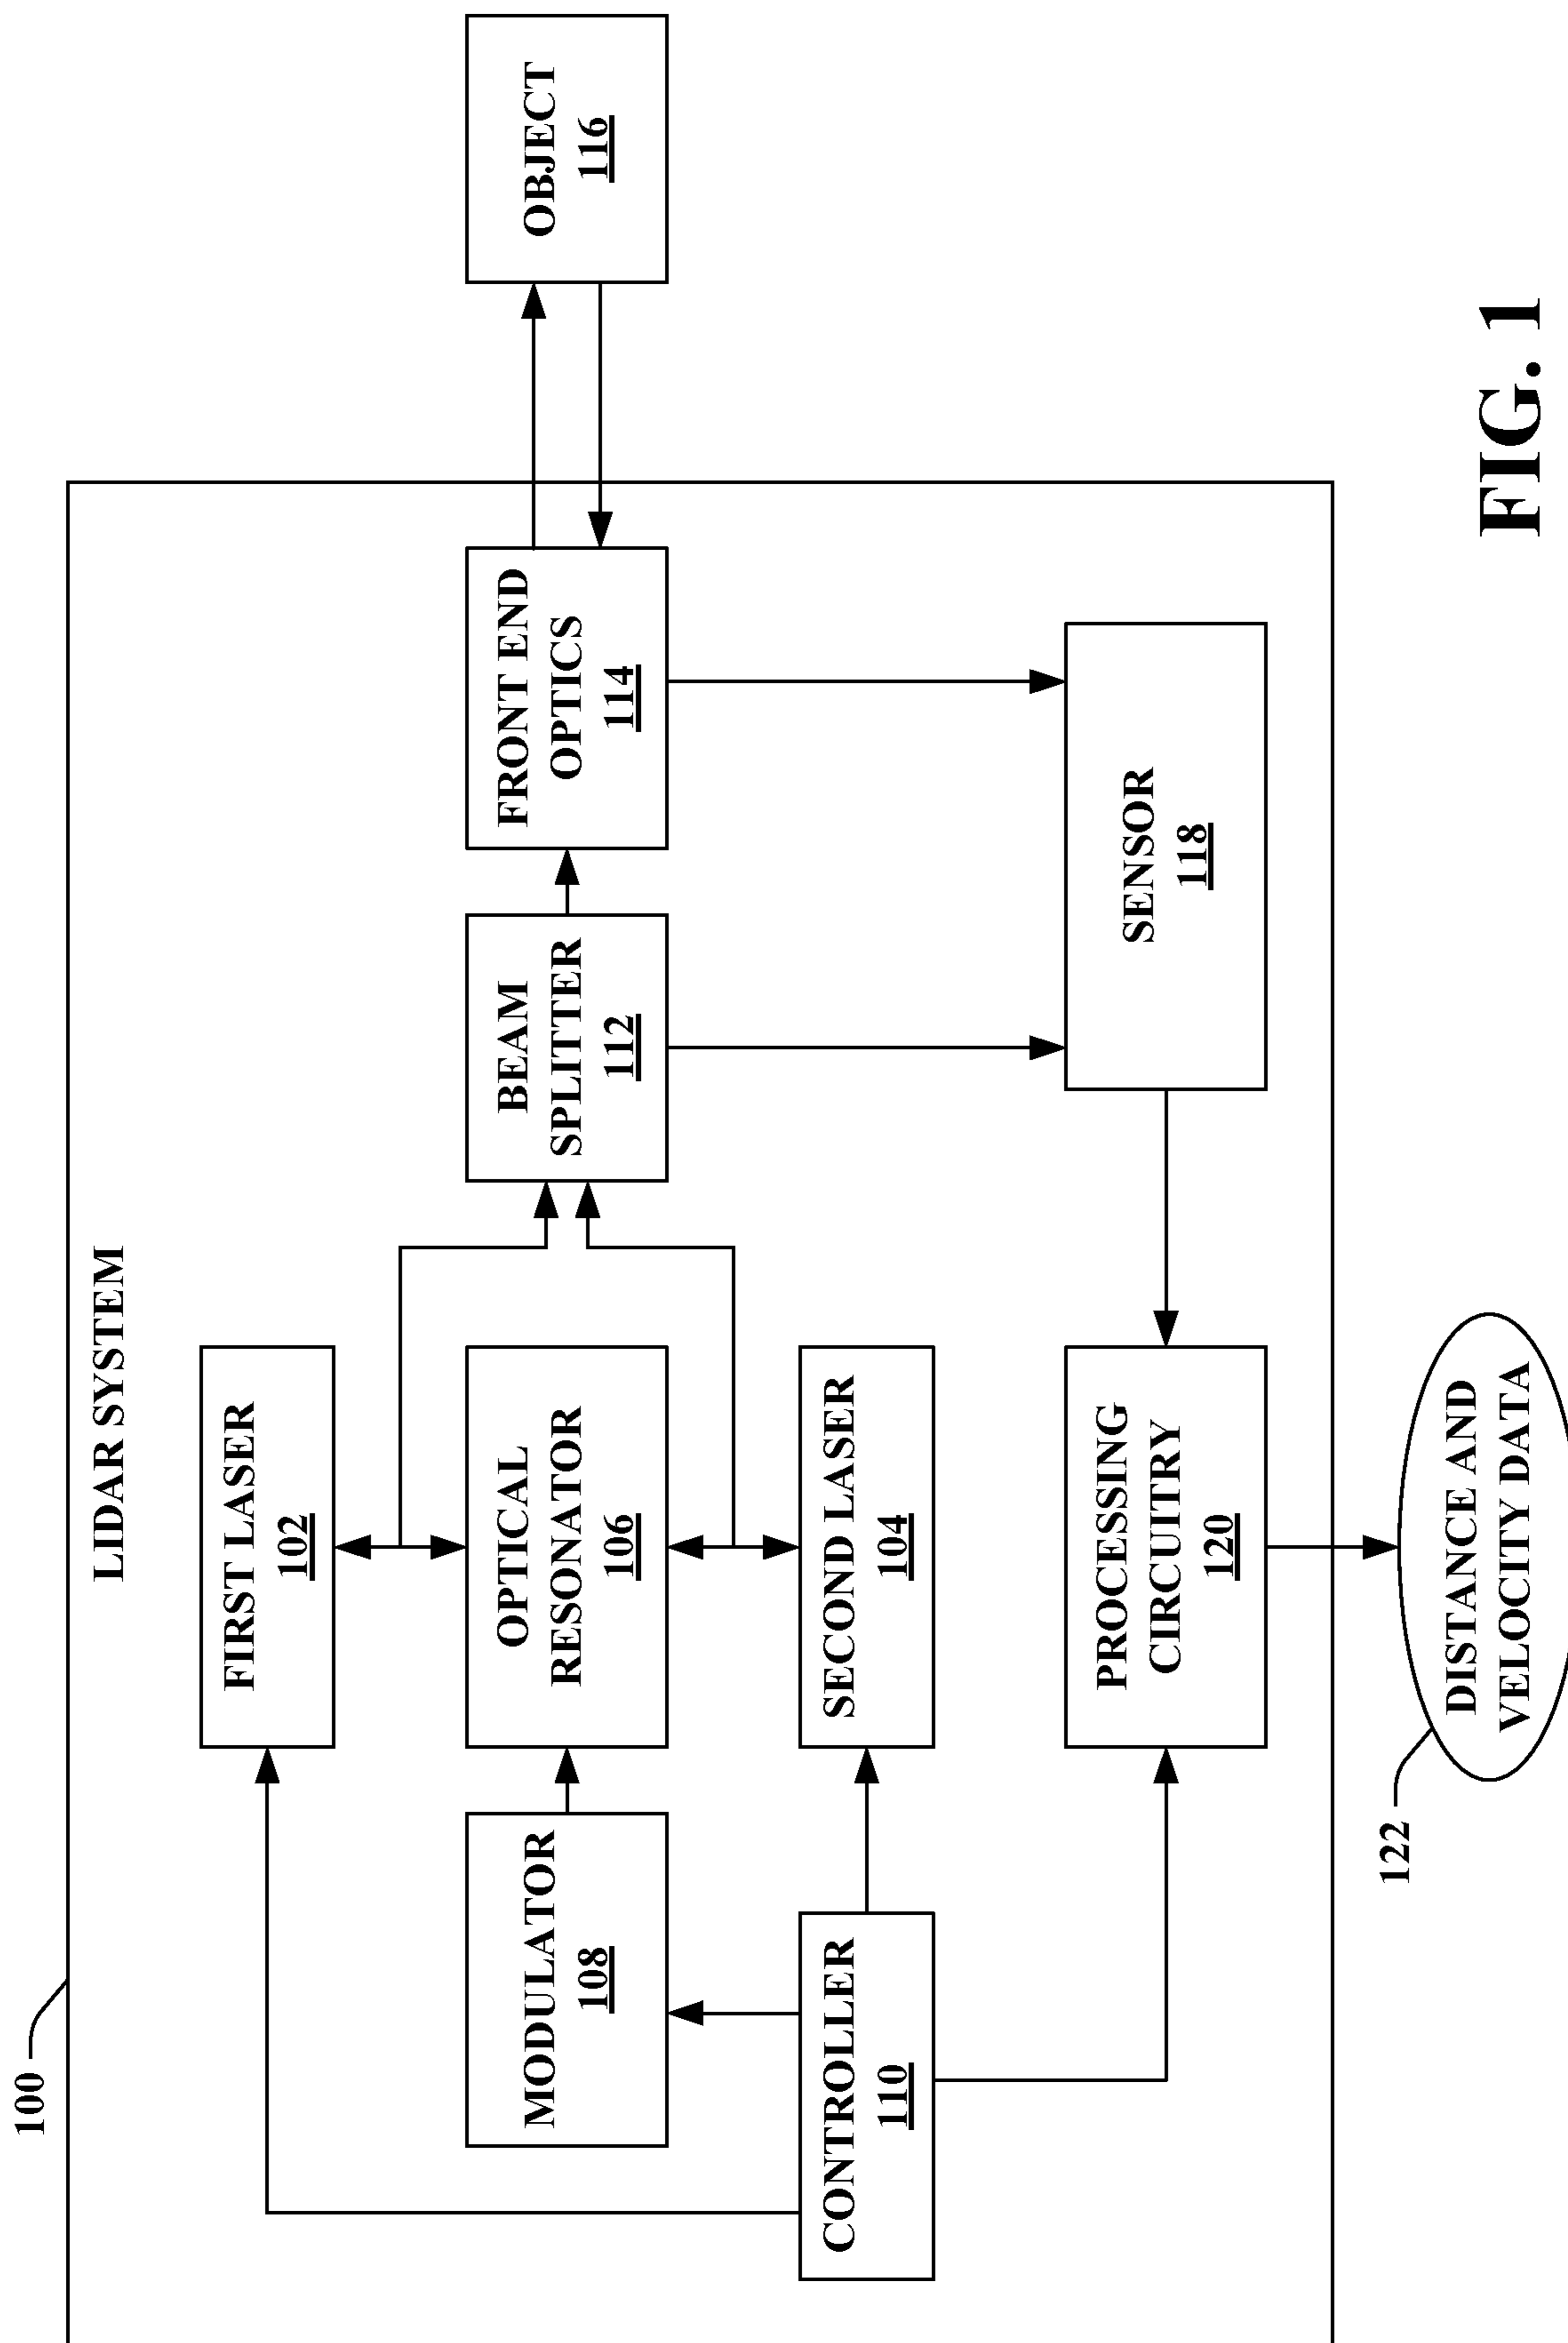 100
LIDAR SYSTEM
FIRST LASER
102
MODULATOR
108
OPTICAL
RESONATOR
106
BEAM
SPLITTER
112
FRONT END
OPTICS
114
OBJECT
116
CONTROLLER
110
SECOND LASER
104
PROCESSING
CIRCUITRY
120
SENSOR
118
122
DISTANCE AND
VELOCITY DATA
FIG. 1